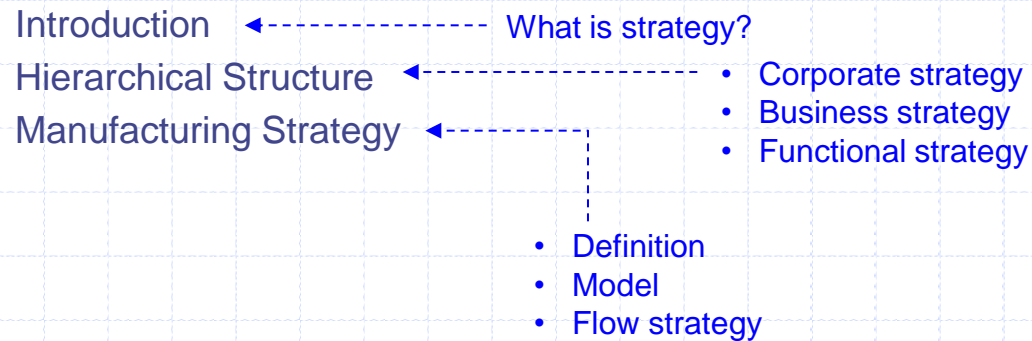 Introduction
What is strategy?
Hierarchical Structure
• Corporate strategy
• Business strategy
• Functional strategy
Manufacturing Strategy
• Definition
• Model
• Flow strategy